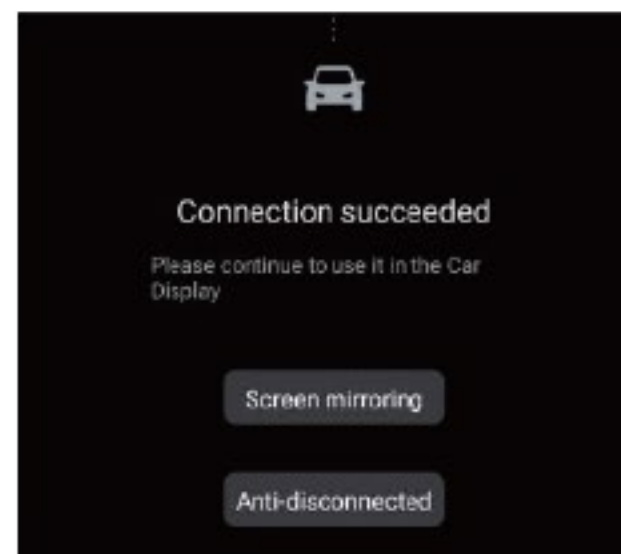 Connection succeeded
Please continue to use it in the Car
Display
Screen mirroring
Anti-disconnected